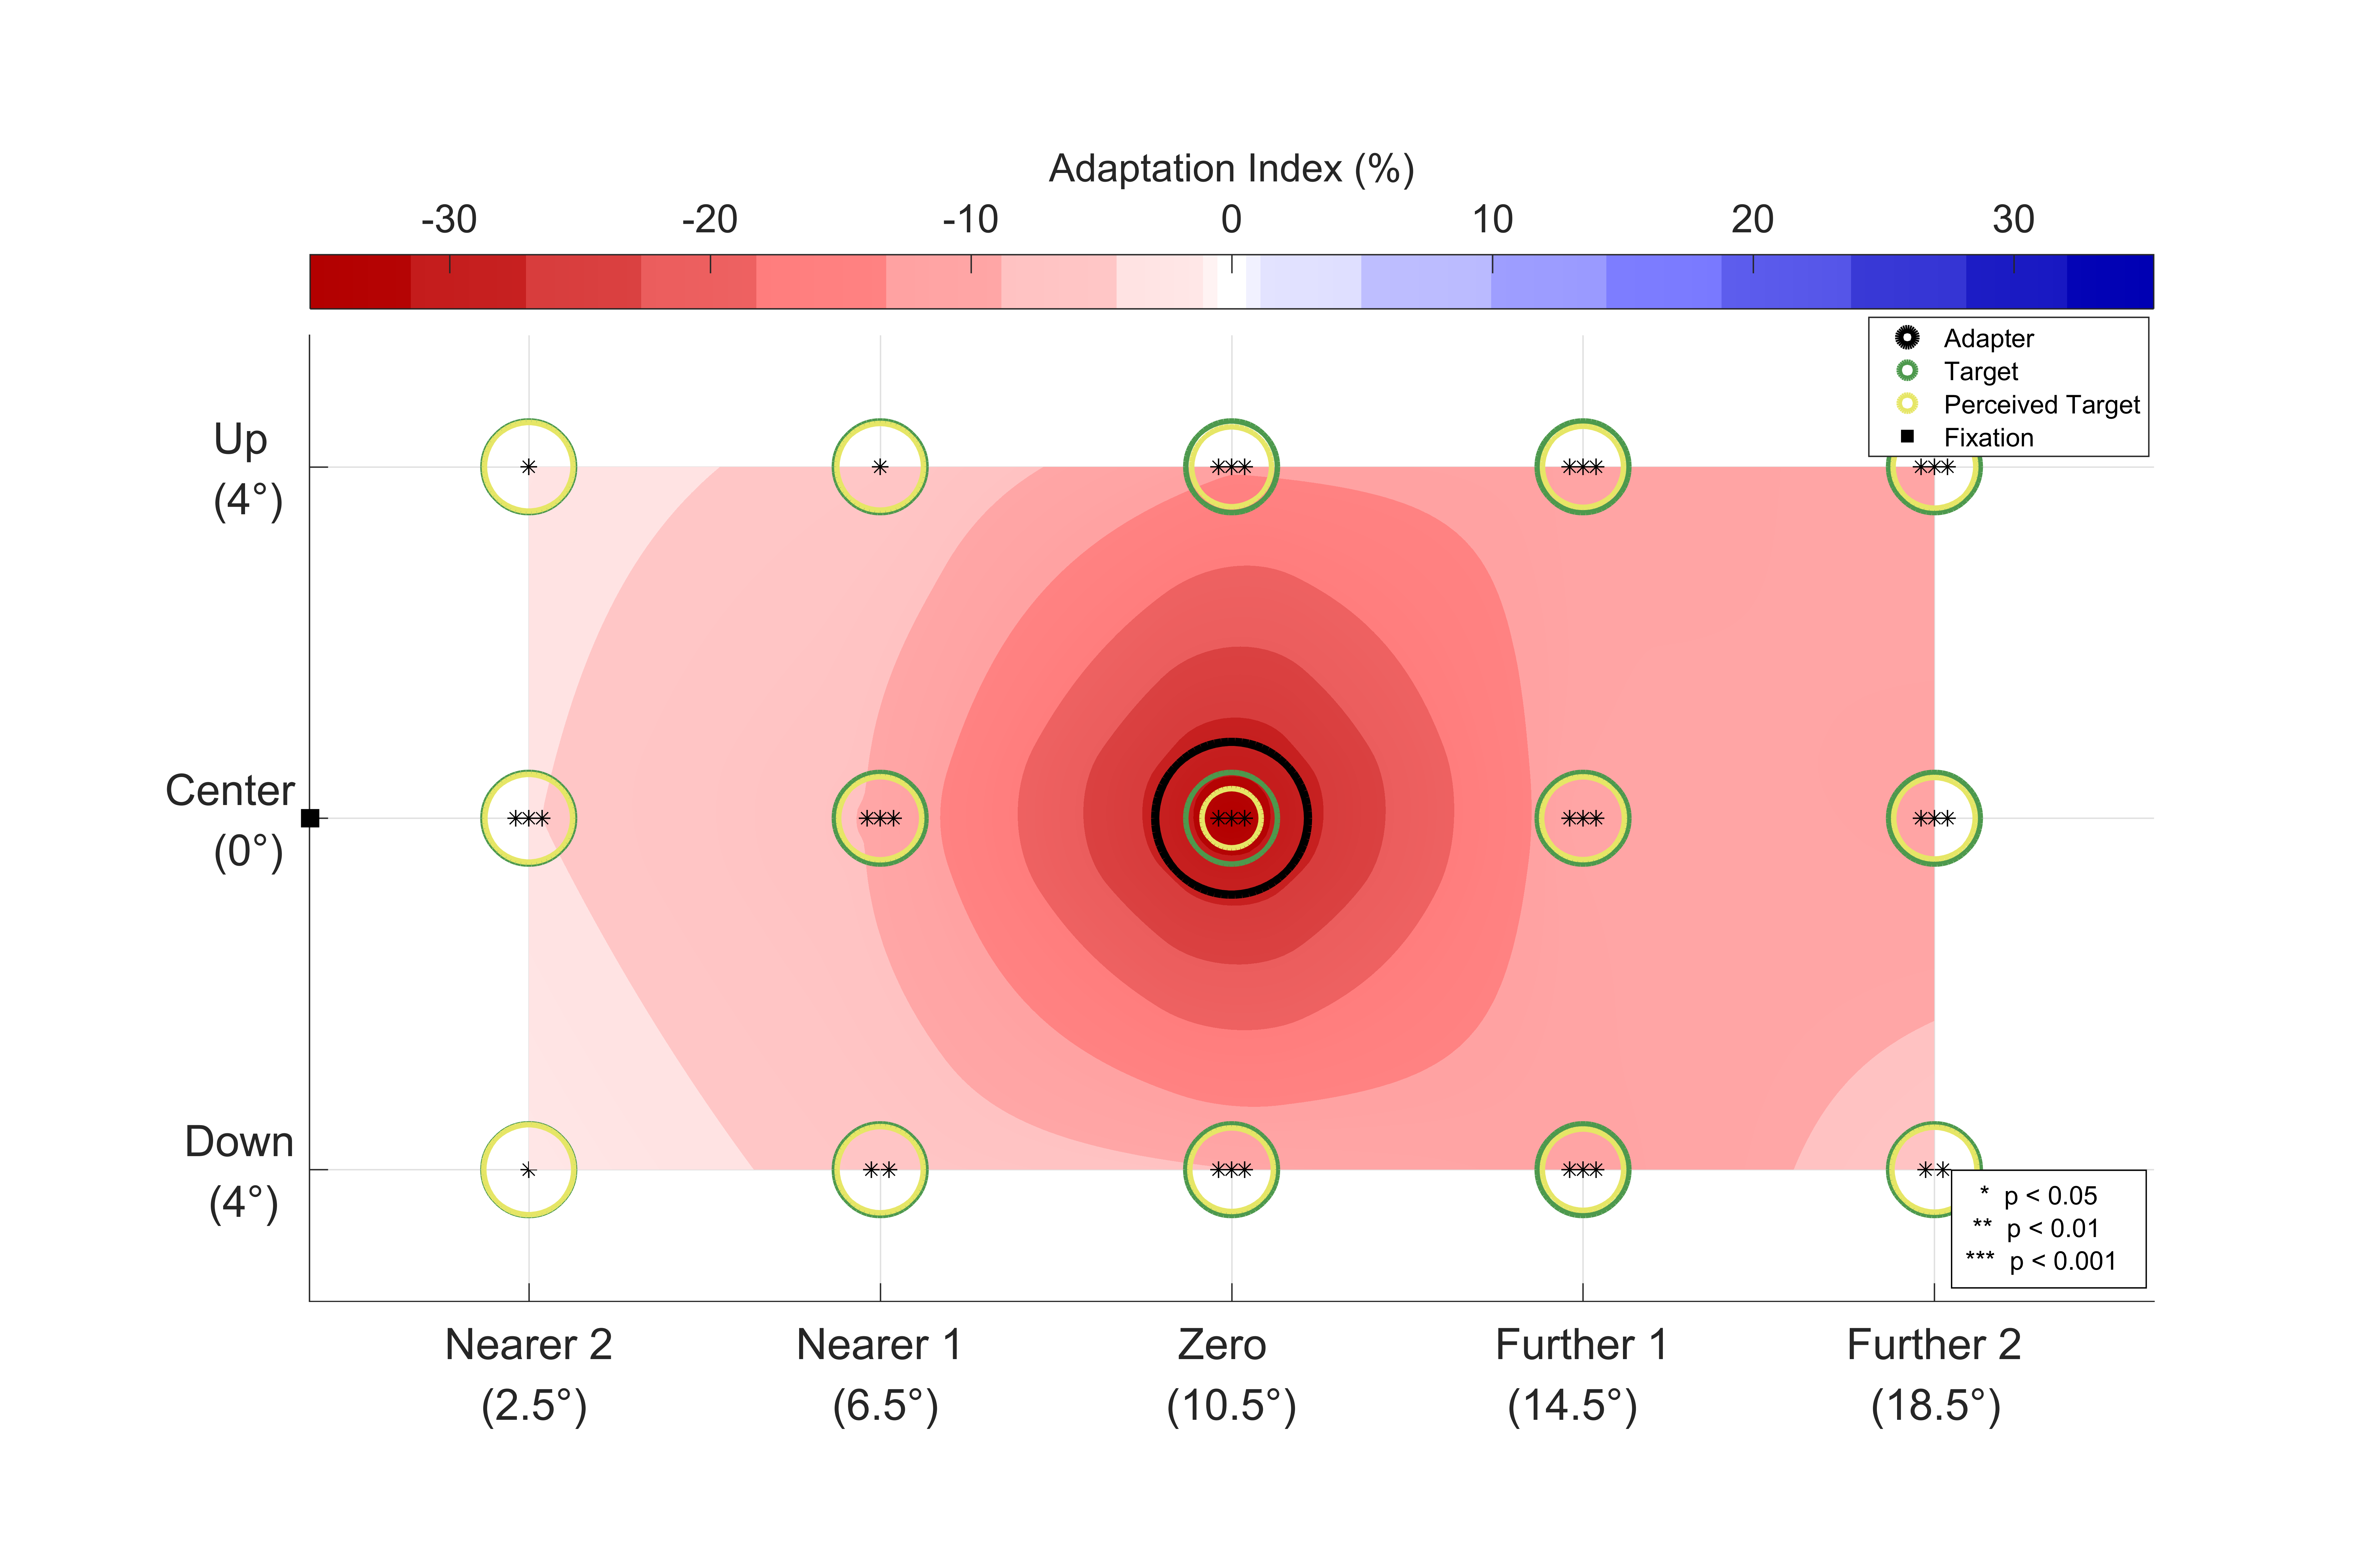 Adaptation Index (%)
-30 -20 -10 0 10 20 30
Adapter
Target
Perceived Target
Fixation
Up
(4°)
* * *** *** ***
Center
(0°)
*** *** *** *** ***
Down
(4°)
* ** *** *** **
* p < 0.05
** p < 0.01
*** p < 0.001
Nearer 2 Nearer 1 Zero Further 1 Further 2
(2.5°) (6.5°) (10.5°) (14.5°) (18.5°)